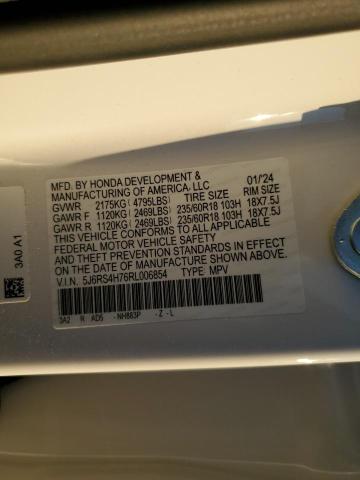 MFD. BY HONDA DEVELOPMENT & 01/24
MANUFACTURING OF AMERICA, LLC
GVWR 2175KG(4795LBS) TIRE SIZE RIM SIZE
GAWR F 1120KG(2469LBS) 235/60R18 103H 18X7.5J
GAWR R 1120KG(2469LBS) 235/60R18 103H 18X7.5J
THIS VEHICLE CONFORMS TO ALL APPLICABLE
FEDERAL MOTOR VEHICLE SAFETY, BUMPER,
AND THEFT PREVENTION STANDARDS IN EFFECT
ON THE DATE OF MANUFACTURE SHOWN ABOVE.
V.I.N. 5J6RS4H76RL006854 TYPE MPV
3A2 R AD5 -NH883P -Z-L
3A0 A1